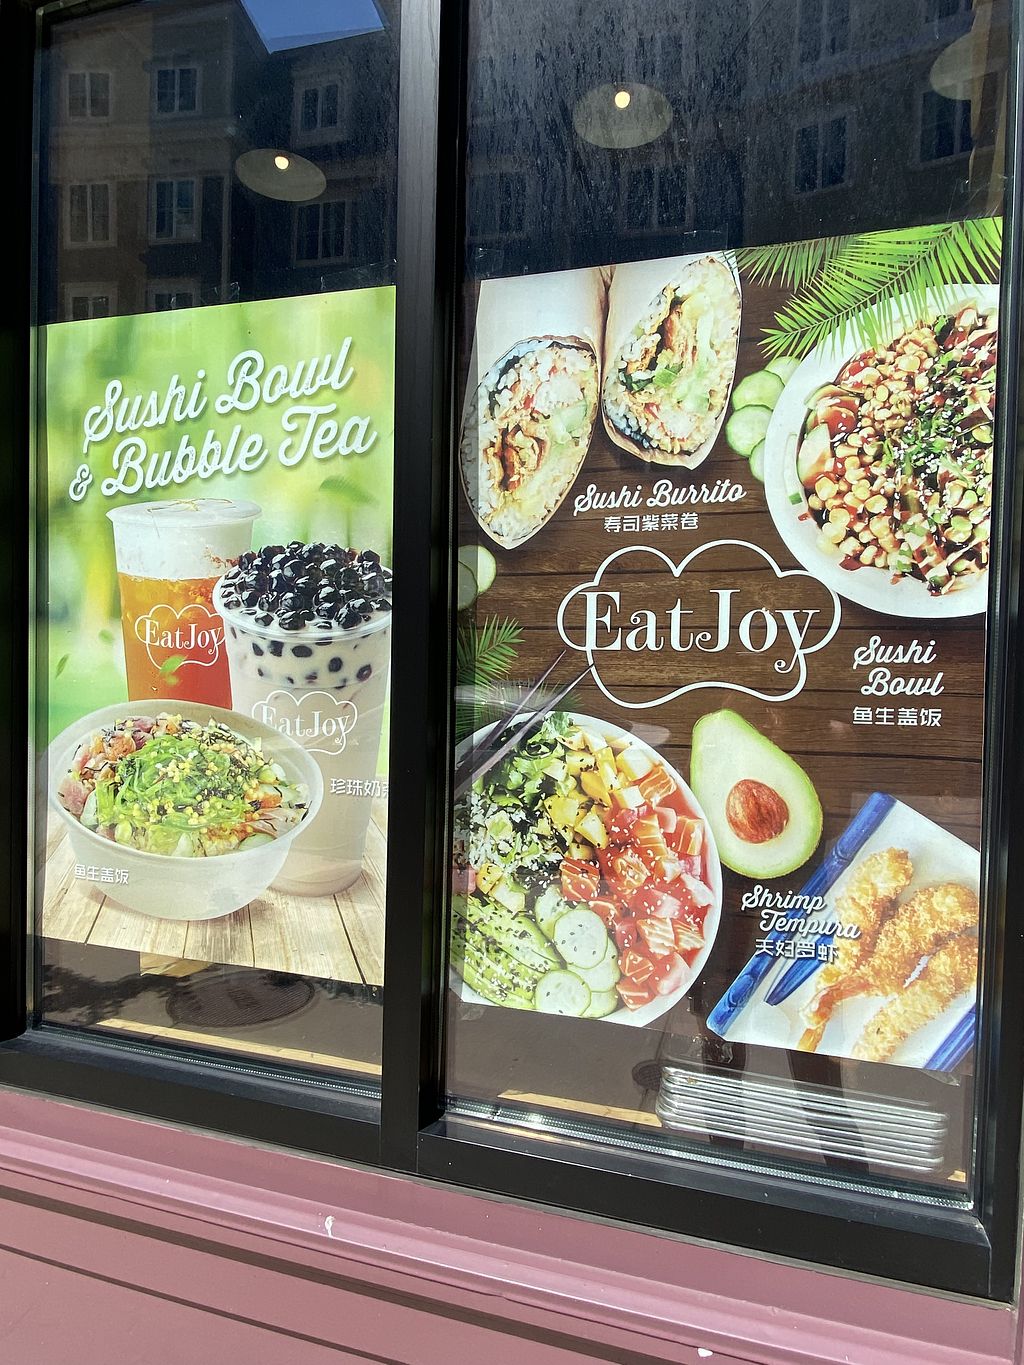 Sushi Bowl
& Bubble Tea
EatJoy
EatJoy
珍珠奶
鱼生盖饭
Sushi Burrito
寿司紫菜卷
EatJoy
Sushi
Bowl
鱼生盖饭
Shrimp
Tempura
天妇罗虾